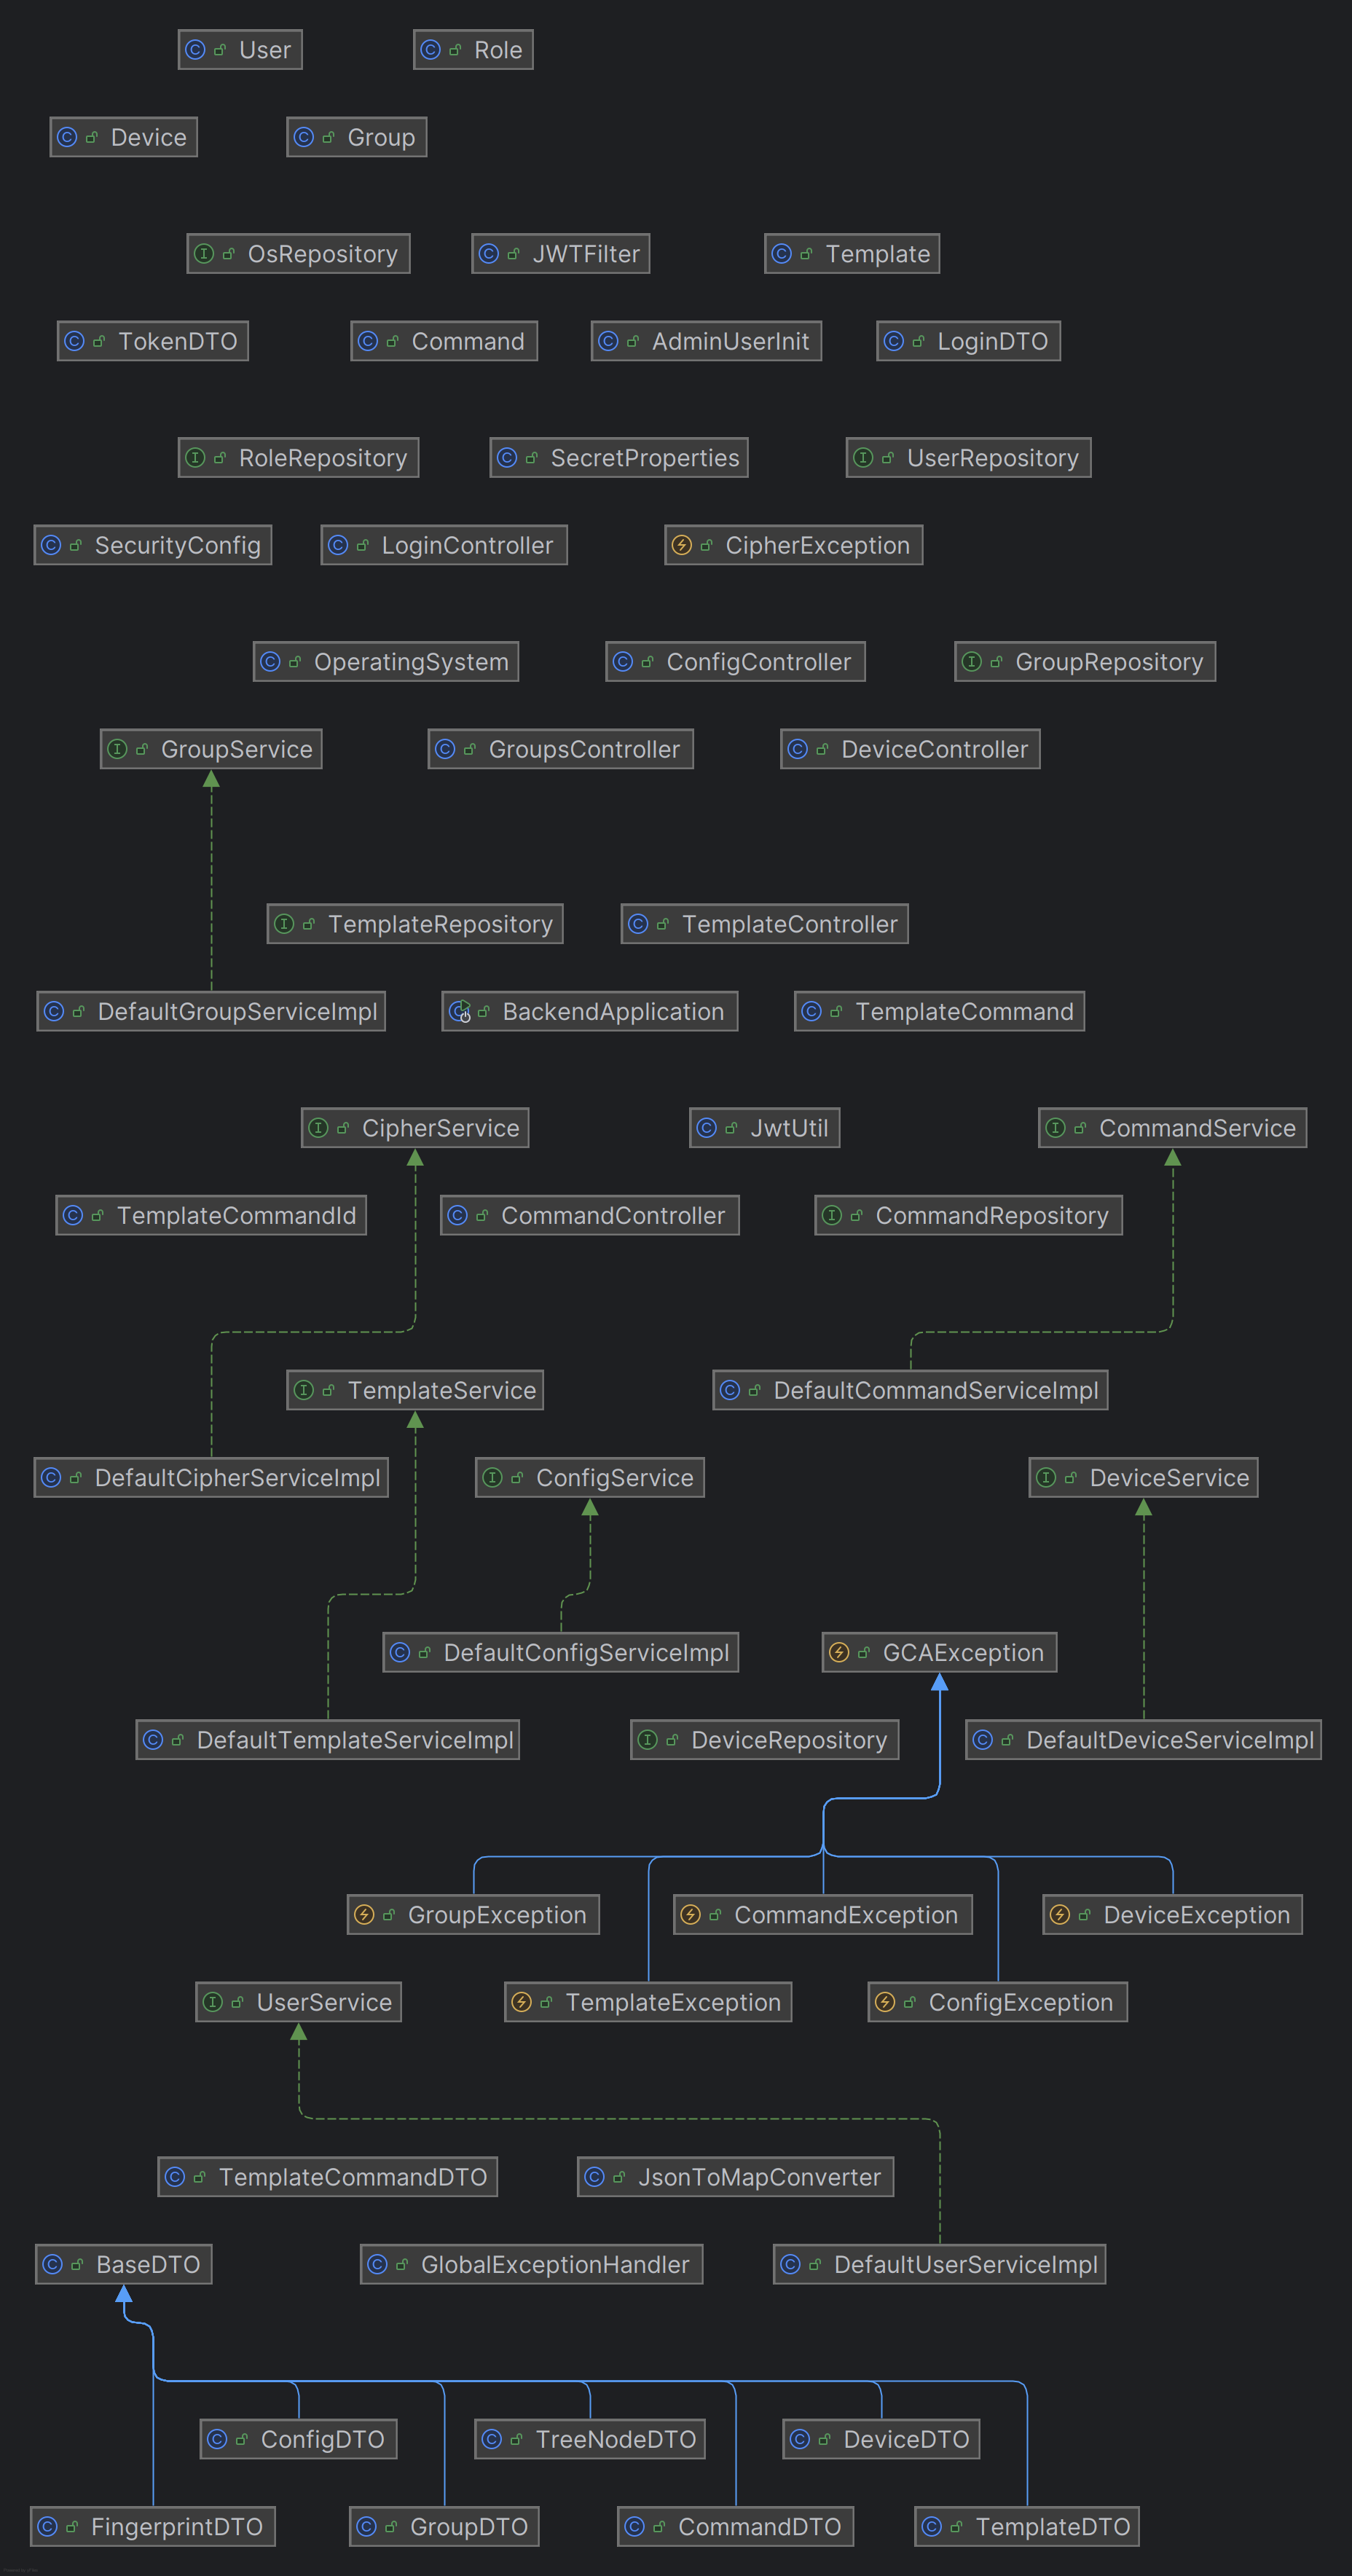 User
Role
Device
Group
OsRepository
JWTFilter
Template
TokenDTO
Command
AdminUserInit
LoginDTO
RoleRepository
SecretProperties
UserRepository
SecurityConfig
LoginController
CipherException
OperatingSystem
ConfigController
GroupRepository
GroupService
GroupsController
DeviceController
TemplateRepository
TemplateController
DefaultGroupServiceImpl
BackendApplication
TemplateCommand
CipherService
JwtUtil
CommandService
TemplateCommandId
CommandController
CommandRepository
TemplateService
DefaultCommandServiceImpl
DefaultCipherServiceImpl
ConfigService
DeviceService
DefaultConfigServiceImpl
GCAException
DefaultTemplateServiceImpl
DeviceRepository
DefaultDeviceServiceImpl
GroupException
CommandException
DeviceException
UserService
TemplateException
ConfigException
TemplateCommandDTO
JsonToMapConverter
BaseDTO
GlobalExceptionHandler
DefaultUserServiceImpl
ConfigDTO
TreeNodeDTO
DeviceDTO
FingerprintDTO
GroupDTO
CommandDTO
TemplateDTO